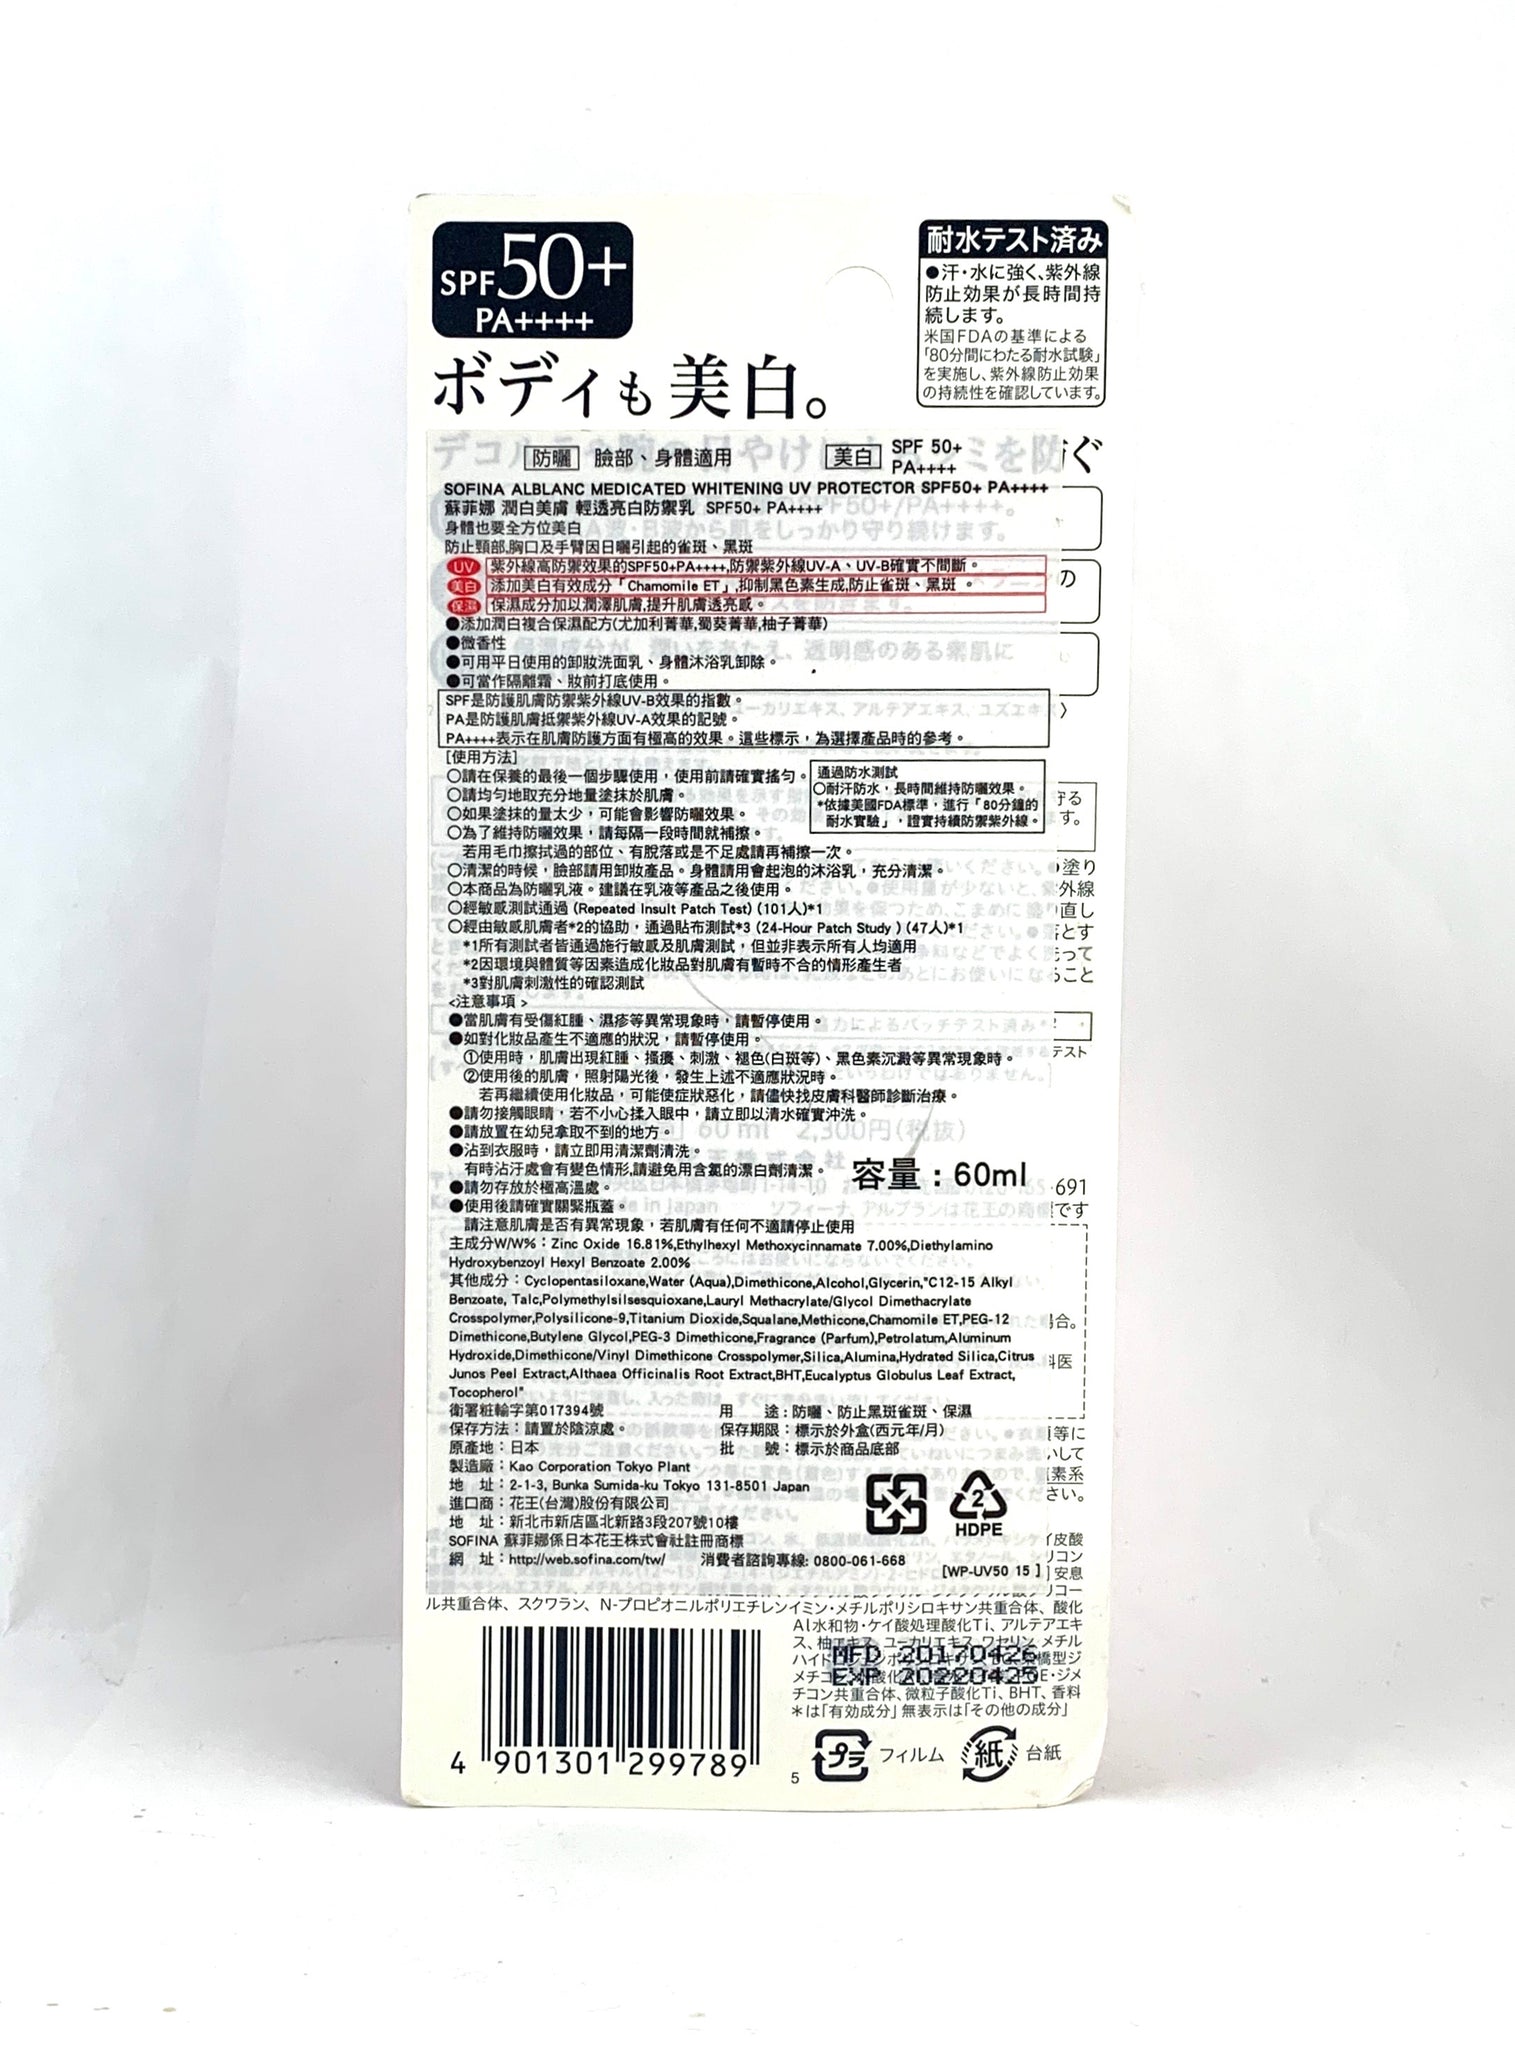 SPF50+
PA++++
耐水テスト済み
●汗・水に強く、紫外線
防止効果が長時間持
続します。
米国FDAの基準による
「80分間にわたる耐水試験」
を実施し、紫外線防止効果
の持続性を確認しています。
ボディも美白。
防曬 臉部、身體適用 美白 SPF 50+
PA++++
SOFINA ALBLANC MEDICATED WHITENING UV PROTECTOR SPF50+ PA++++
蘇菲娜 潤白美膚 輕透亮白防禦乳 SPF50+ PA++++
身體也要全方位美白
防止頸部,胸口及手臂因日曬引起的雀斑、黑斑
UV 紫外線高防禦效果的SPF50+PA++++,防禦紫外線UV-A、UV-B確實不間斷。
美白 添加美白有效成分「Chamomile ET」,抑制黑色素生成,防止雀斑、黑斑 。
保濕 保濕成分加以潤澤肌膚,提升肌膚透亮感。
●添加潤白複合保濕配方(尤加利菁華,蜀葵菁華,柚子菁華)
●微香性
●可用平日使用的卸妝洗面乳、身體沐浴乳卸除。
●可當作隔離霜、妝前打底使用。
SPF是防護肌膚防禦紫外線UV-B效果的指數。
PA是防護肌膚抵禦紫外線UV-A效果的記號。
PA++++表示在肌膚防護方面有極高的效果。這些標示，為選擇產品時的參考。
[使用方法]
○請在保養的最後一個步驟使用，使用前請確實搖勻。
○請均勻地取充分地量塗抹於肌膚。
○如果塗抹的量太少，可能會影響防曬效果。
○為了維持防曬效果，請每隔一段時間就補擦。
若用毛巾擦拭過的部位、有脫落或是不足處請再補擦一次。
通過防水測試
○耐汗防水，長時間維持防曬效果。
*依據美國FDA標準，進行「80分鐘的
耐水實驗」，證實持續防禦紫外線。
○清潔的時候，臉部請用卸妝產品。身體請用會起泡的沐浴乳，充分清潔。
○本商品為防曬乳液。建議在乳液等產品之後使用。
○經敏感測試通過 (Repeated Insult Patch Test) (101人)*1
○經由敏感肌膚者*2的協助，通過貼布測試*3 (24-Hour Patch Study ) (47人)*1
*1所有測試者皆通過施行敏感及肌膚測試，但並非表示所有人均適用
*2因環境與體質等因素造成化妝品對肌膚有暫時不合的情形產生者
*3對肌膚刺激性的確認測試
<注意事項>
●當肌膚有受傷紅腫、濕疹等異常現象時，請暫停使用。
●如對化妝品產生不適應的狀況，請暫停使用。
①使用時，肌膚出現紅腫、搔癢、刺激、褪色(白斑等)、黑色素沉澱等異常現象時。
②使用後的肌膚，照射陽光後，發生上述不適應狀況時。
若再繼續使用化妝品，可能使症狀惡化，請儘快找皮膚科醫師診斷治療。
●請勿接觸眼睛，若不小心揉入眼中，請立即以清水確實沖洗。
●請放置在幼兒拿取不到的地方。
●沾到衣服時，請立即用清潔劑清洗。
有時沾汙處會有變色情形,請避免用含氯的漂白劑清潔。
容量：60ml
●請勿存放於極高溫處。
●使用後請確實關緊瓶蓋。
請注意肌膚是否有異常現象，若肌膚有任何不適請停止使用
主成分W/W%：Zinc Oxide 16.81%,Ethylhexyl Methoxycinnamate 7.00%,Diethylamino
Hydroxybenzoyl Hexyl Benzoate 2.00%
其他成分：Cyclopentasiloxane,Water (Aqua),Dimethicone,Alcohol,Glycerin,"C12-15 Alkyl
Benzoate, Talc,Polymethylsilsesquioxane,Lauryl Methacrylate/Glycol Dimethacrylate
Crosspolymer,Polysilicone-9,Titanium Dioxide,Squalane,Methicone,Chamomile ET,PEG-12
Dimethicone,Butylene Glycol,PEG-3 Dimethicone,Fragrance (Parfum),Petrolatum,Aluminum
Hydroxide,Dimethicone/Vinyl Dimethicone Crosspolymer,Silica,Alumina,Hydrated Silica,Citrus
Junos Peel Extract,Althaea Officinalis Root Extract,BHT,Eucalyptus Globulus Leaf Extract,
Tocopherol"
衛署粧輸字第017394號 用 途：防曬、防止黑斑雀斑、保濕
保存方法：請置於陰涼處。 保存期限：標示於外盒(西元年/月)
原產地：日本 批 號：標示於商品底部
製造廠：Kao Corporation Tokyo Plant
地 址：2-1-3, Bunka Sumida-ku Tokyo 131-8501 Japan
進口商：花王(台灣)股份有限公司
地 址：新北市新店區北新路3段207號10樓
SOFINA 蘇菲娜係日本花王株式會社註冊商標
網 址：http://web.sofina.com/tw/ 消費者諮詢專線: 0800-061-668
2
HDPE
[WP-UV50 15 ]
ル共重合体、スクワラン、N-プロピオニルポリエチレンイミン・メチルポリシロキサン共重合体、酸化
Al水和物・ケイ酸処理酸化Ti、アルテアエキ
ス、柚エキス、ユーカリエキス、ワセリン、メチル
MFD 20170426
EXP 20220425
チコン共重合体、微粒子酸化Ti、BHT、香料
＊は「有効成分」無表示は「その他の成分」
4 901301 299789
5
プラ フィルム 紙 台紙